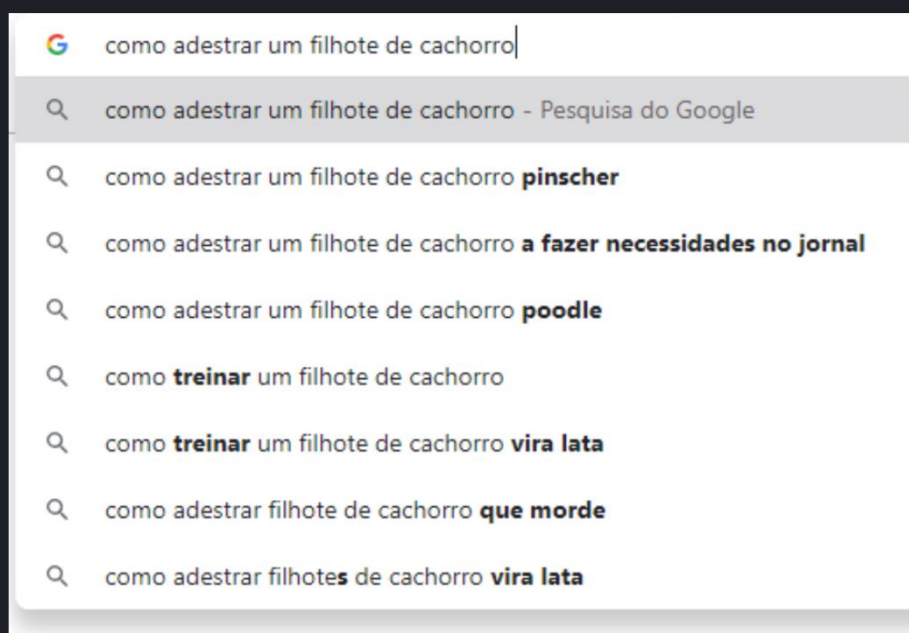 como adestrar um filhote de cachorro
como adestrar um filhote de cachorro - Pesquisa do Google
como adestrar um filhote de cachorro pinscher
como adestrar um filhote de cachorro a fazer necessidades no jornal
como adestrar um filhote de cachorro poodle
como treinar um filhote de cachorro
como treinar um filhote de cachorro vira lata
como adestrar filhote de cachorro que morde
como adestrar filhotes de cachorro vira lata